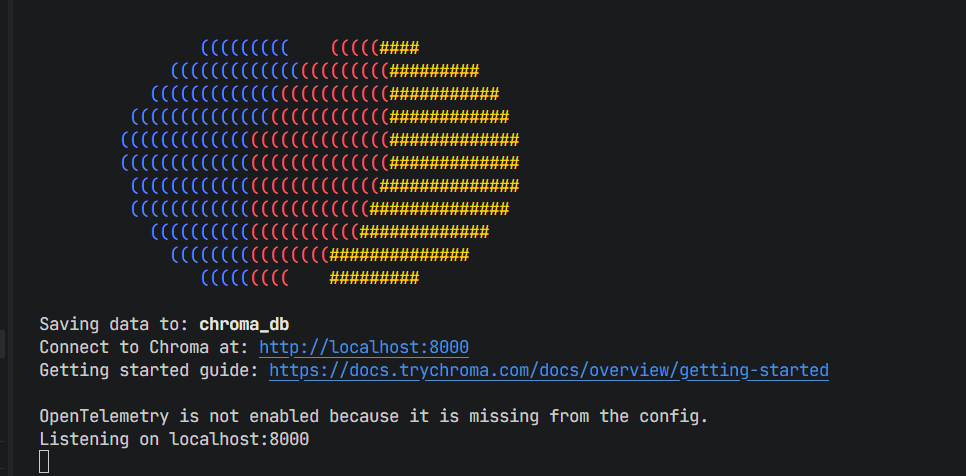 (((((((((    (((((####
(((((((((((((((((((((#########
((((((((((((((((((((((((###########
((((((((((((((((((((((((((############
(((((((((((((((((((((((((((#############
(((((((((((((((((((((((((((#############
(((((((((((((((((((((((((##############
((((((((((((((((((((((((##############
(((((((((((((((((((((#############
((((((((((((((((##############
(((((((((    #########
Saving data to: chroma_db
Connect to Chroma at: http://localhost:8000
Getting started guide: https://docs.trychroma.com/docs/overview/getting-started
OpenTelemetry is not enabled because it is missing from the config.
Listening on localhost:8000